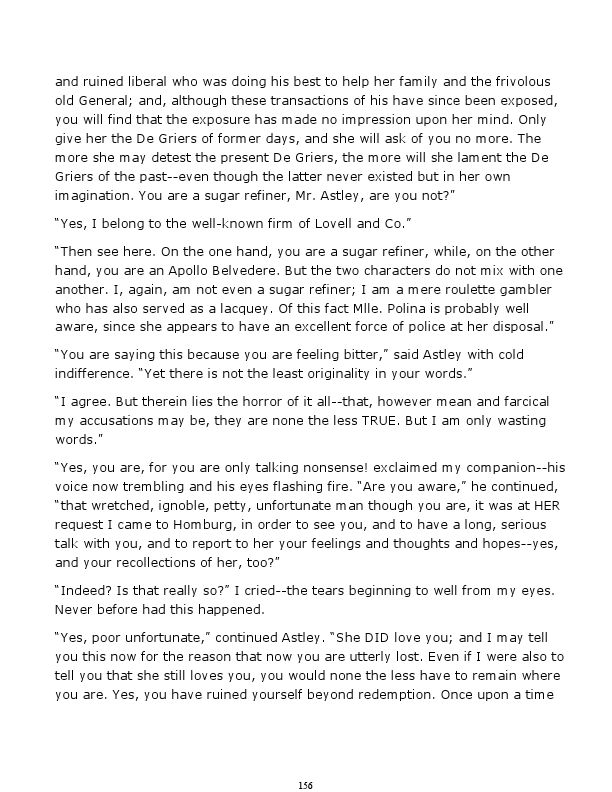 and ruined liberal who was doing his best to help her family and the frivolous
old General; and, although these transactions of his have since been exposed,
you will find that the exposure has made no impression upon her mind. Only
give her the De Griers of former days, and she will ask of you no more. The
more she may detest the present De Griers, the more will she lament the De
Griers of the past--even though the latter never existed but in her own
imagination. You are a sugar refiner, Mr. Astley, are you not?”
“Yes, I belong to the well-known firm of Lovell and Co.”
“Then see here. On the one hand, you are a sugar refiner, while, on the other
hand, you are an Apollo Belvedere. But the two characters do not mix with one
another. I, again, am not even a sugar refiner; I am a mere roulette gambler
who has also served as a lacquey. Of this fact Mlle. Polina is probably well
aware, since she appears to have an excellent force of police at her disposal.”
“You are saying this because you are feeling bitter,” said Astley with cold
indifference. “Yet there is not the least originality in your words.”
“I agree. But therein lies the horror of it all--that, however mean and farcical
my accusations may be, they are none the less TRUE. But I am only wasting
words.”
“Yes, you are, for you are only talking nonsense! exclaimed my companion--his
voice now trembling and his eyes flashing fire. “Are you aware,” he continued,
“that wretched, ignoble, petty, unfortunate man though you are, it was at HER
request I came to Homburg, in order to see you, and to have a long, serious
talk with you, and to report to her your feelings and thoughts and hopes--yes,
and your recollections of her, too?”
“Indeed? Is that really so?” I cried--the tears beginning to well from my eyes.
Never before had this happened.
“Yes, poor unfortunate,” continued Astley. “She DID love you; and I may tell
you this now for the reason that now you are utterly lost. Even if I were also to
tell you that she still loves you, you would none the less have to remain where
you are. Yes, you have ruined yourself beyond redemption. Once upon a time
156